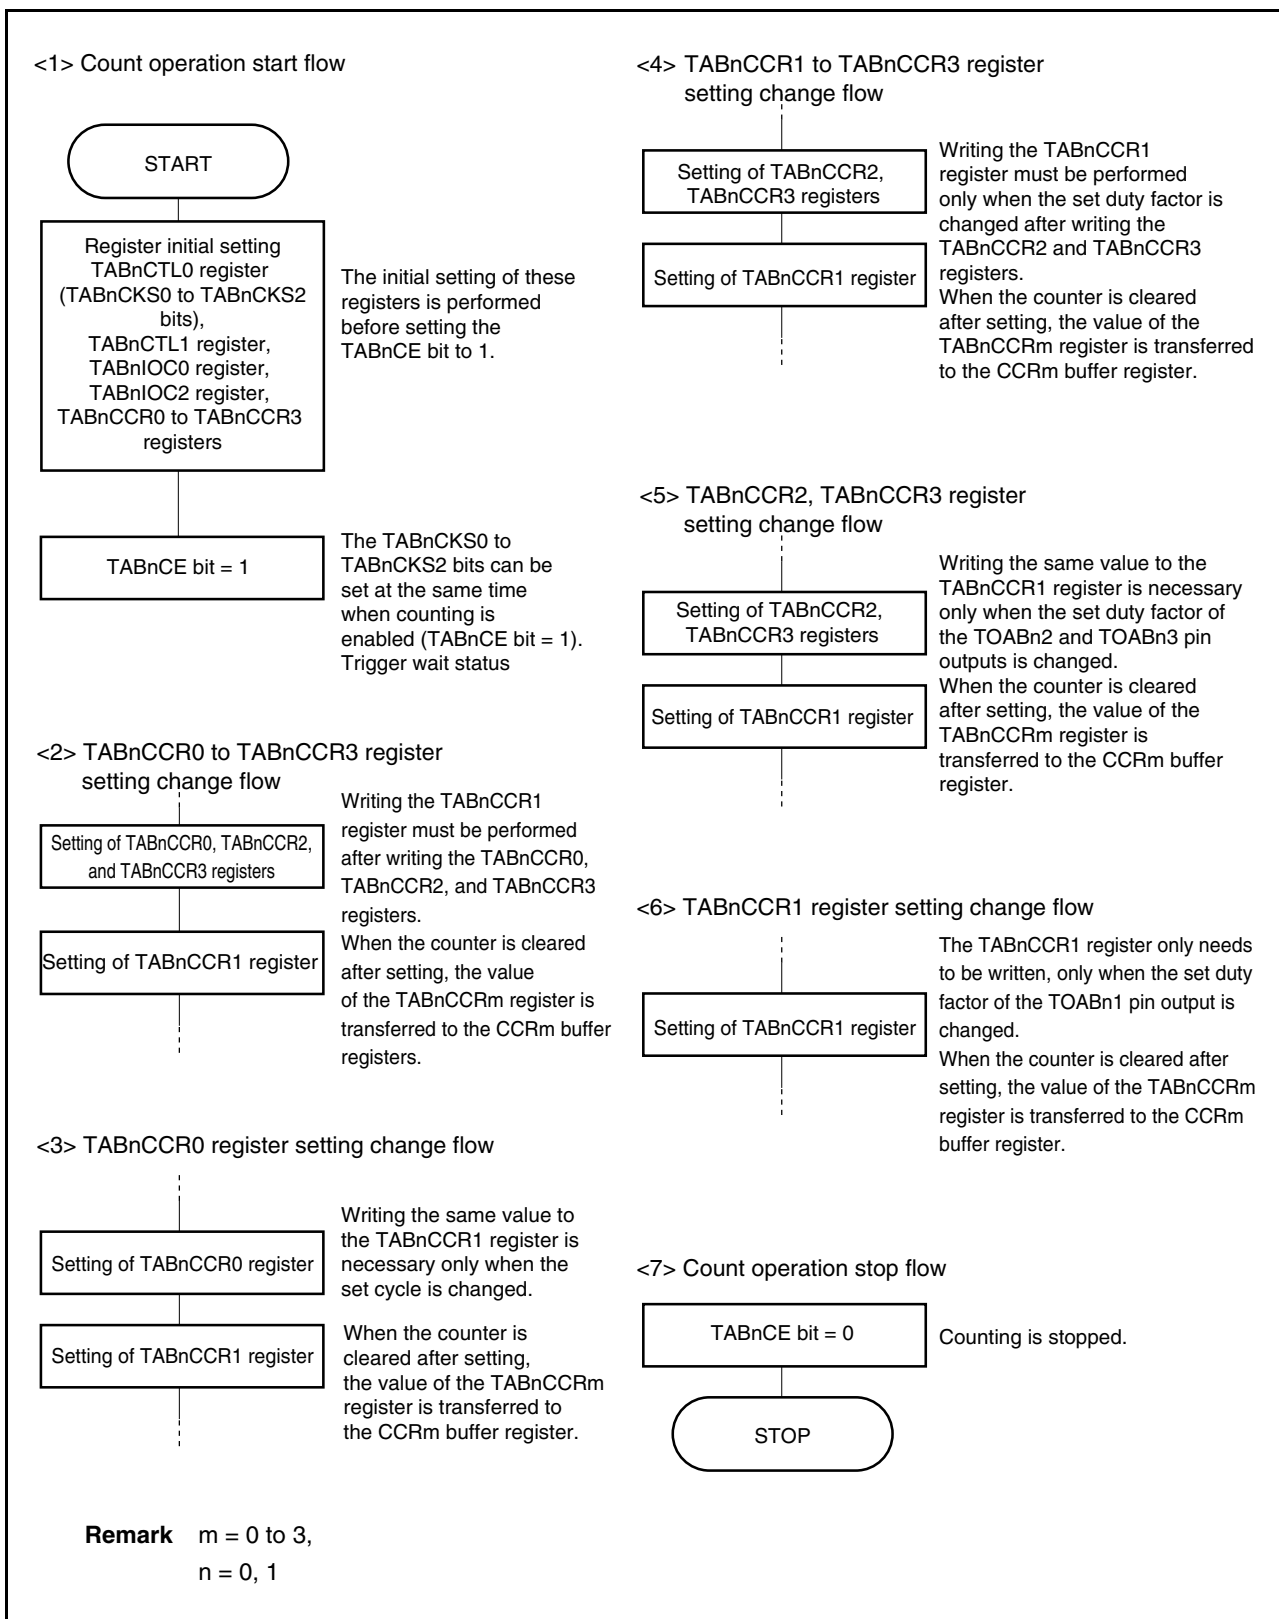 <1> Count operation start flow
START
Register initial setting
TABnCTL0 register
(TABnCKS0 to TABnCKS2
bits),
TABnCTL1 register,
TABnIOC0 register,
TABnIOC2 register,
TABnCCR0 to TABnCCR3
registers
The initial setting of these
registers is performed
before setting the
TABnCE bit to 1.
TABnCE bit = 1
The TABnCKS0 to
TABnCKS2 bits can be
set at the same time
when counting is
enabled (TABnCE bit = 1).
Trigger wait status
<2> TABnCCR0 to TABnCCR3 register
setting change flow
Setting of TABnCCR0, TABnCCR2,
and TABnCCR3 registers
Setting of TABnCCR1 register
Writing the TABnCCR1
register must be performed
after writing the TABnCCR0,
TABnCCR2, and TABnCCR3
registers.
When the counter is cleared
after setting, the value
of the TABnCCRm register is
transferred to the CCRm buffer
registers.
<3> TABnCCR0 register setting change flow
Setting of TABnCCR0 register
Writing the same value to
the TABnCCR1 register is
necessary only when the
set cycle is changed.
Setting of TABnCCR1 register
When the counter is
cleared after setting,
the value of the TABnCCRm
register is transferred to
the CCRm buffer register.
<4> TABnCCR1 to TABnCCR3 register
setting change flow
Setting of TABnCCR2,
TABnCCR3 registers
Setting of TABnCCR1 register
Writing the TABnCCR1
register must be performed
only when the set duty factor is
changed after writing the
TABnCCR2 and TABnCCR3
registers.
When the counter is cleared
after setting, the value of the
TABnCCRm register is transferred
to the CCRm buffer register.
<5> TABnCCR2, TABnCCR3 register
setting change flow
Setting of TABnCCR2,
TABnCCR3 registers
Setting of TABnCCR1 register
Writing the same value to the
TABnCCR1 register is necessary
only when the set duty factor of
the TOABn2 and TOABn3 pin
outputs is changed.
When the counter is cleared
after setting, the value of the
TABnCCRm register is
transferred to the CCRm buffer
register.
<6> TABnCCR1 register setting change flow
Setting of TABnCCR1 register
The TABnCCR1 register only needs
to be written, only when the set duty
factor of the TOABn1 pin output is
changed.
When the counter is cleared after
setting, the value of the TABnCCRm
register is transferred to the CCRm
buffer register.
<7> Count operation stop flow
TABnCE bit = 0
Counting is stopped.
STOP
Remark m = 0 to 3,
n = 0, 1